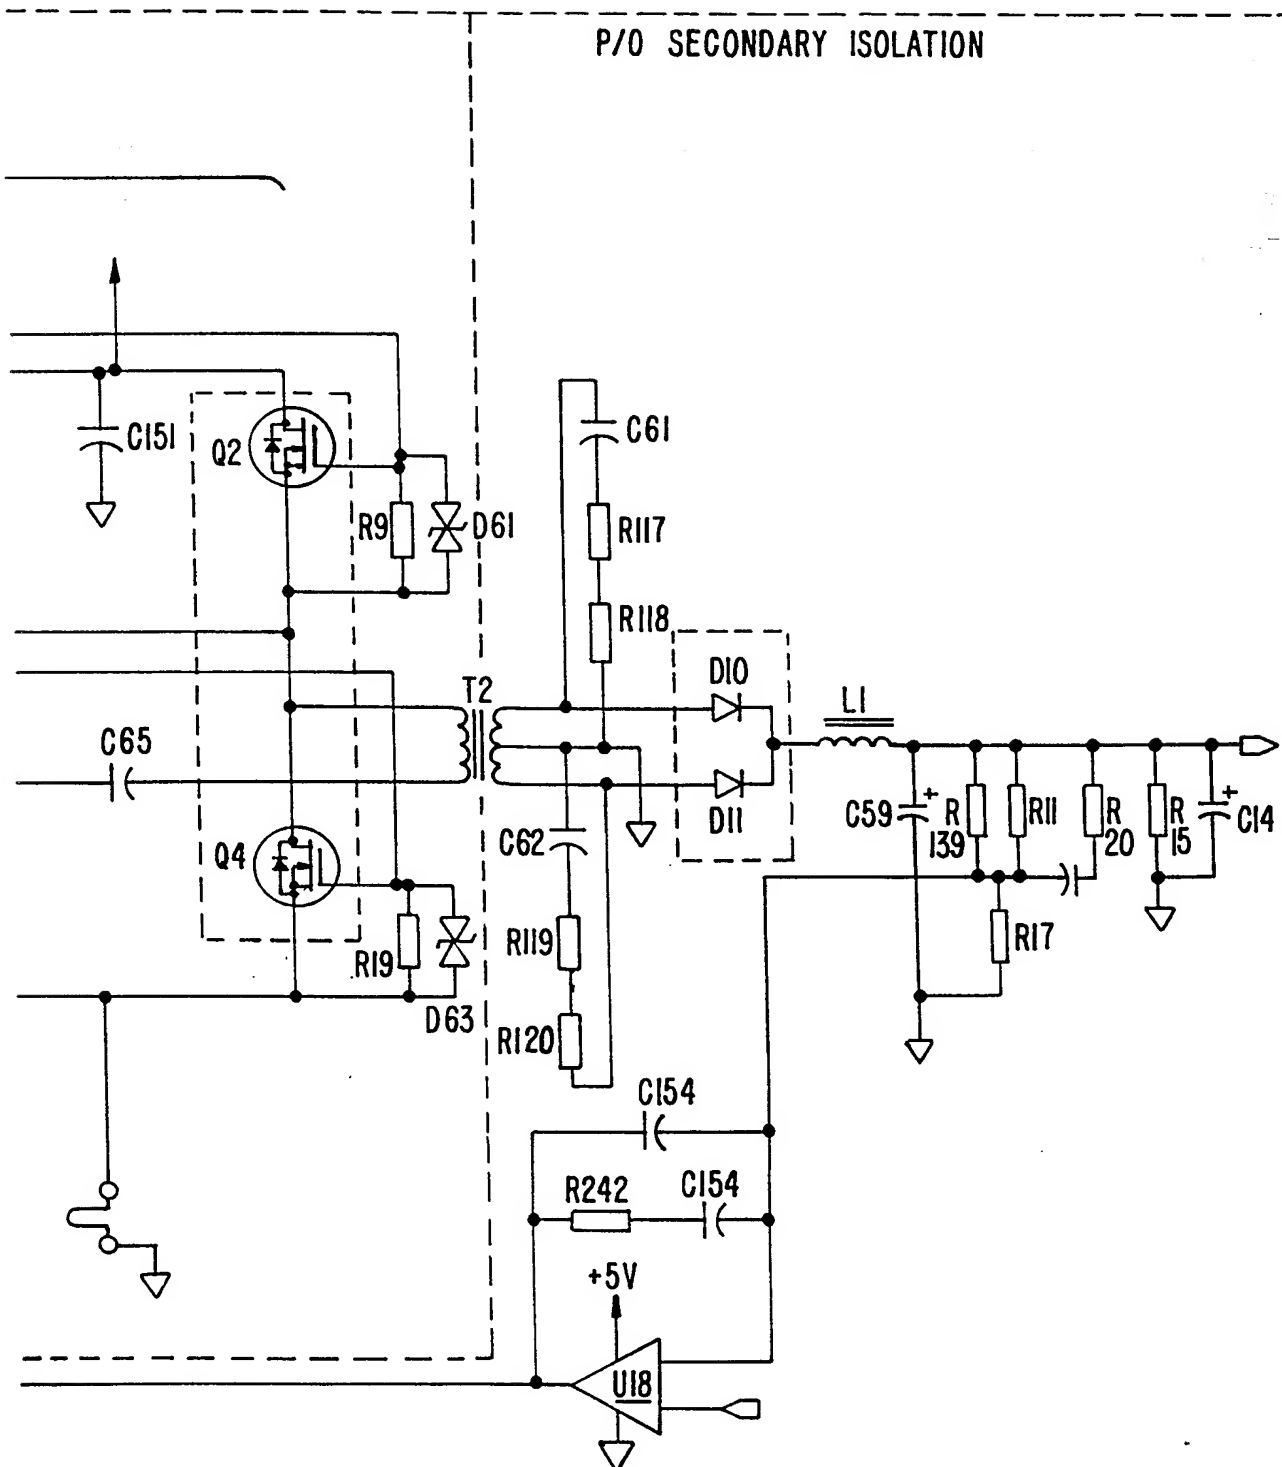 P/O SECONDARY ISOLATION
C151
Q2
C61
R9
D61
R117
R118
T2
D10
L1
C65
D11
C59
+
R
139
R11
R
20
R
15
+
C14
Q4
C62
R17
R19
D63
R119
R120
C154
R242
C154
+5V
U18